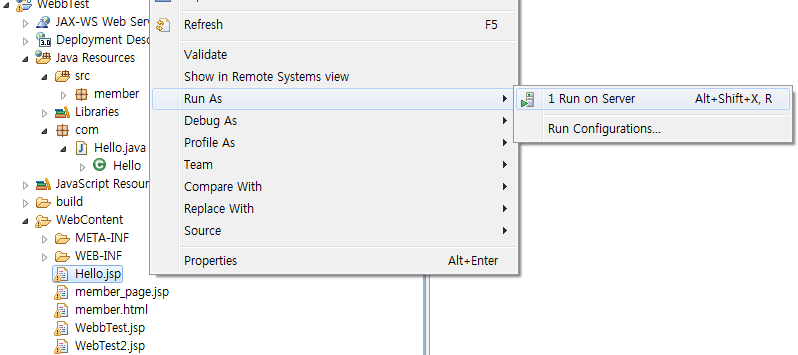 WebbTest
JAX-WS Web Serv
Deployment Desc
Java Resources
src
member
Libraries
com
Hello.java
Hello
JavaScript Resour
build
WebContent
META-INF
WEB-INF
Hello.jsp
member_page.jsp
member.html
WebbTest.jsp
WebTest2.jsp
Refresh F5
Validate
Show in Remote Systems view
Run As
Debug As
Profile As
Team
Compare With
Replace With
Source
Properties Alt+Enter
1 Run on Server Alt+Shift+X, R
Run Configurations...